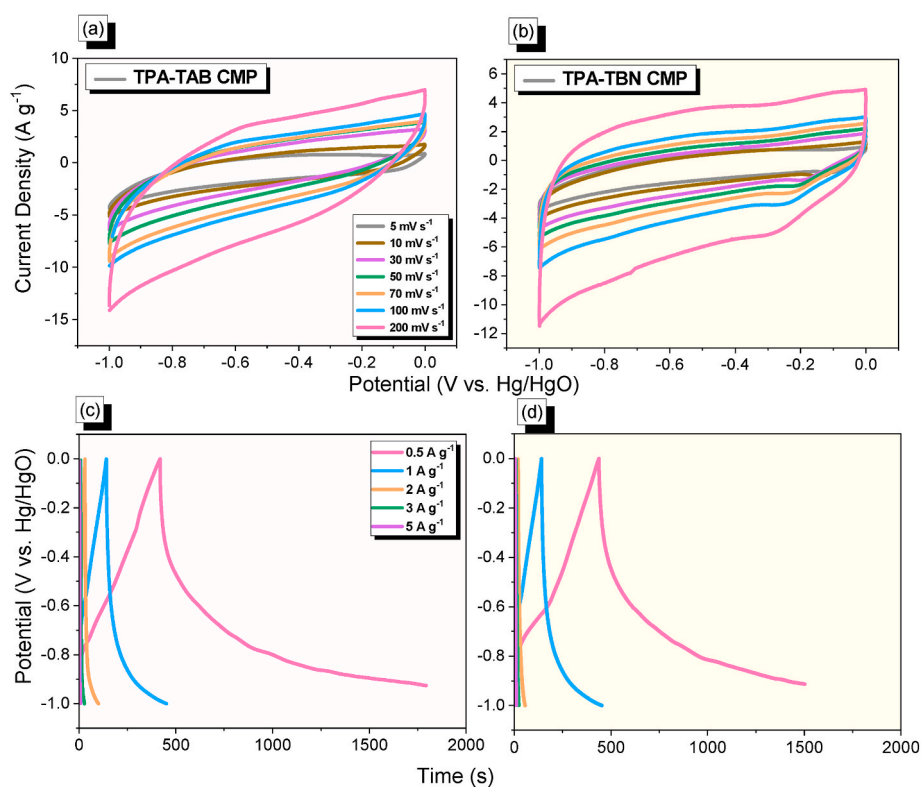 (a)
(b)
TPA-TAB CMP
TPA-TBN CMP
Current Density (A g⁻¹)
10
5
0
-5
-10
-15
6
4
2
0
-2
-4
-6
-8
-10
-12
5 mV s⁻¹
10 mV s⁻¹
30 mV s⁻¹
50 mV s⁻¹
70 mV s⁻¹
100 mV s⁻¹
200 mV s⁻¹
-1.0 -0.8 -0.6 -0.4 -0.2 0.0
-1.0 -0.8 -0.6 -0.4 -0.2 0.0
Potential (V vs. Hg/HgO)
(c)
(d)
Potential (V vs. Hg/HgO)
0.0
-0.2
-0.4
-0.6
-0.8
-1.0
0.5 A g⁻¹
1 A g⁻¹
2 A g⁻¹
3 A g⁻¹
5 A g⁻¹
0.0
-0.2
-0.4
-0.6
-0.8
-1.0
0 500 1000 1500 2000
0 500 1000 1500 2000
Time (s)